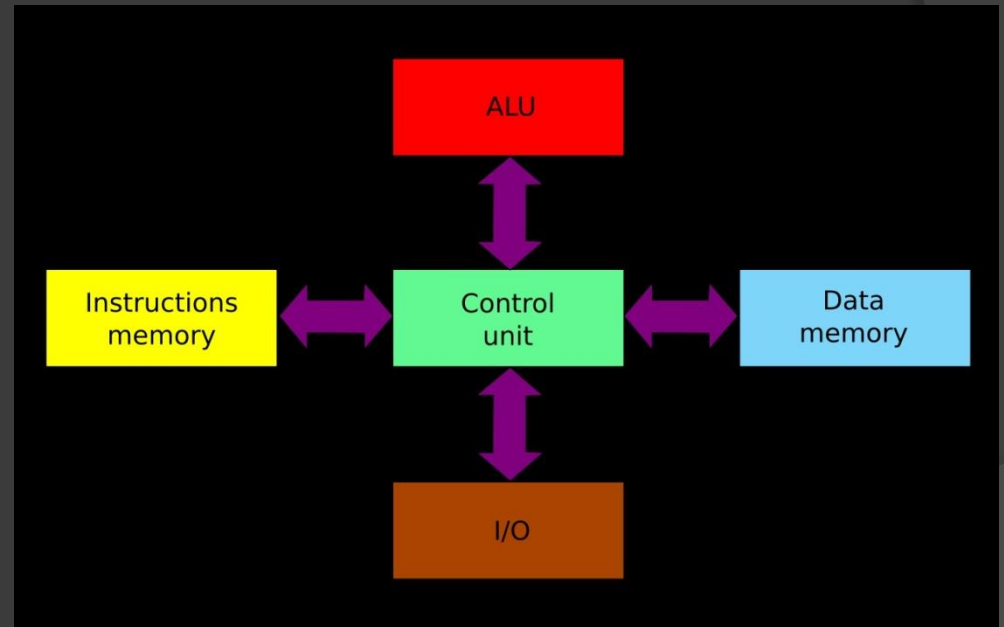 ALU
Instructions
memory
Control
unit
Data
memory
I/O